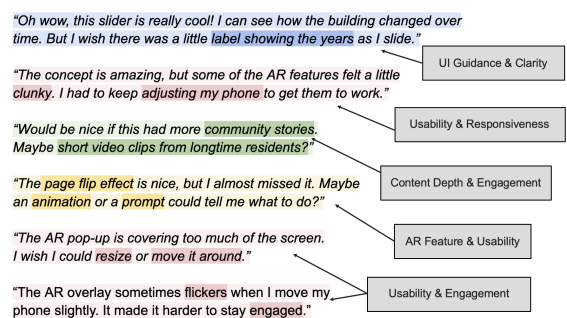 “Oh wow, this slider is really cool! I can see how the building changed over
time. But I wish there was a little label showing the years as I slide.”
UI Guidance & Clarity
“The concept is amazing, but some of the AR features felt a little
clunky. I had to keep adjusting my phone to get them to work.”
Usability & Responsiveness
“Would be nice if this had more community stories.
Maybe short video clips from longtime residents?”
Content Depth & Engagement
“The page flip effect is nice, but I almost missed it. Maybe
an animation or a prompt could tell me what to do?”
AR Feature & Usability
“The AR pop-up is covering too much of the screen.
I wish I could resize or move it around.”
Usability & Engagement
“The AR overlay sometimes flickers when I move my
phone slightly. It made it harder to stay engaged.”